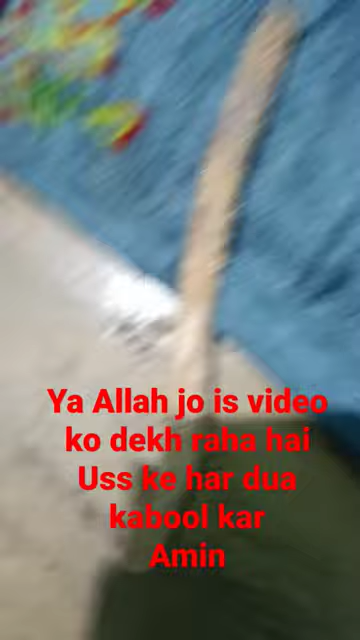 Ya Allah jo is video
ko dekh raha hai
Uss ke har dua
kabool kar
Amin